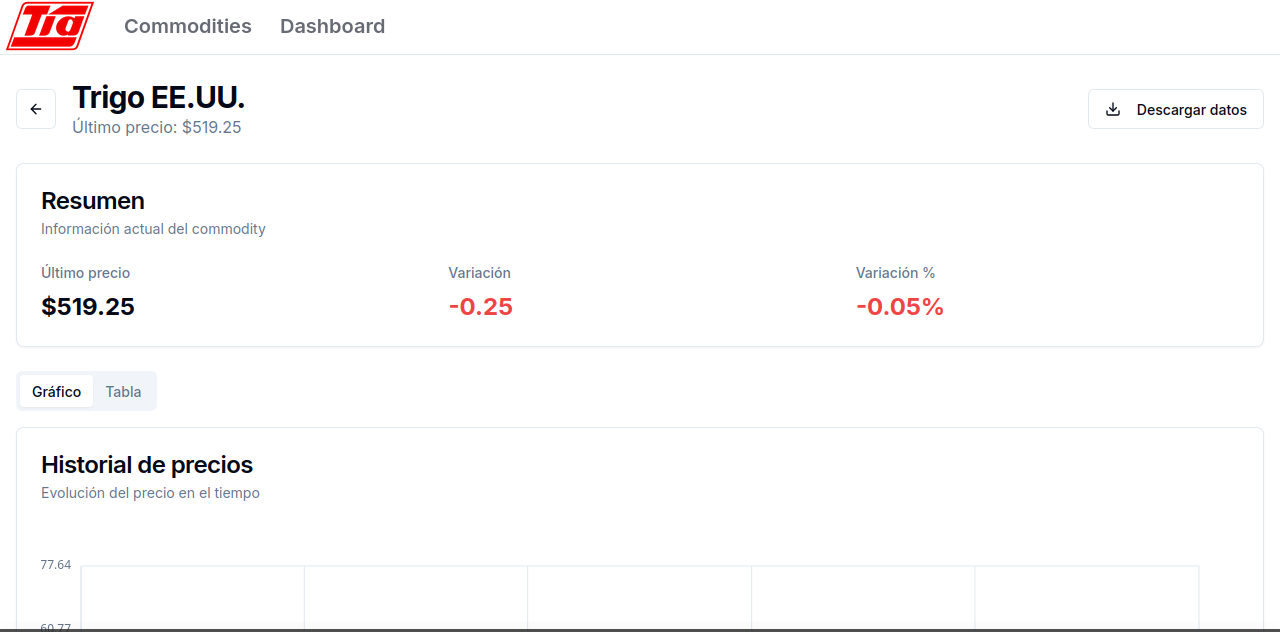 Tía
Commodities Dashboard
Trigo EE.UU.
Último precio: $519.25
Descargar datos
Resumen
Información actual del commodity
Último precio Variación Variación %
$519.25 -0.25 -0.05%
Gráfico Tabla
Historial de precios
Evolución del precio en el tiempo
77.64
60.77